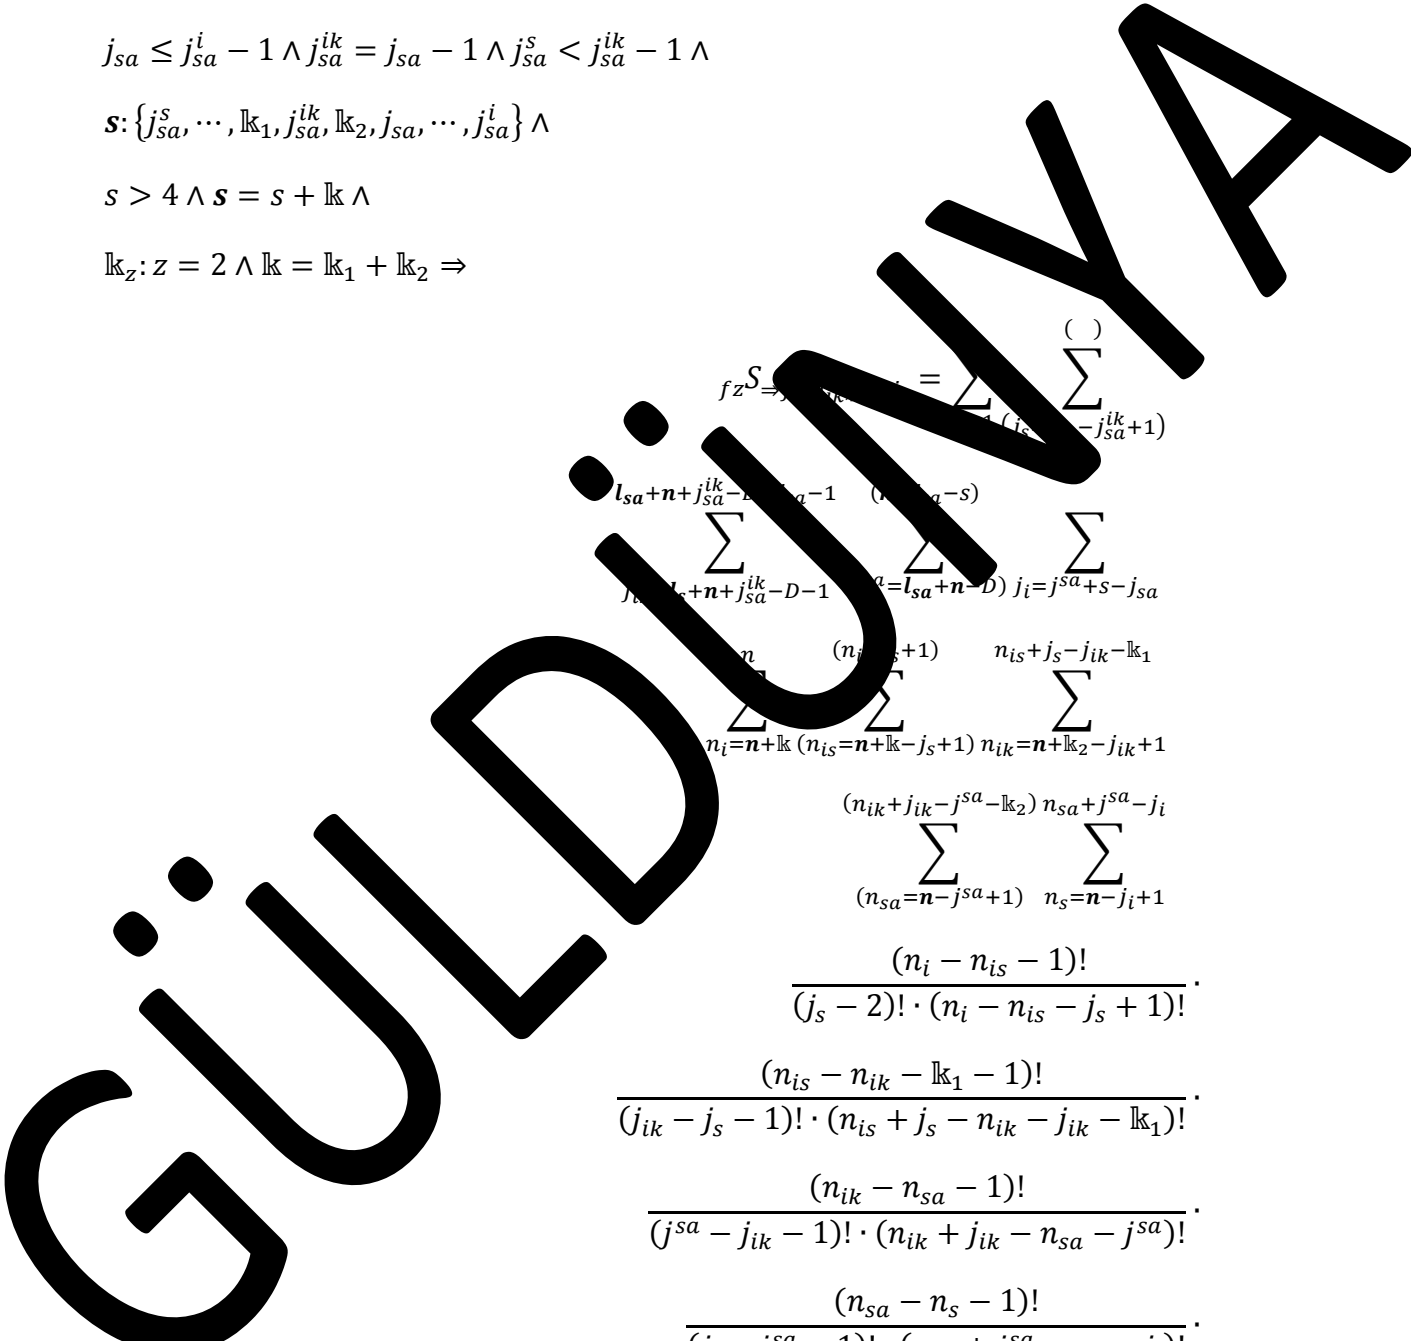 j_{sa} ≤ j_{sa}^{i} − 1 ∧ j_{sa}^{ik} = j_{sa} − 1 ∧ j_{sa}^{s} < j_{sa}^{ik} − 1 ∧
s: {j_{sa}^{s}, ⋯, 𝕜_1, j_{sa}^{ik}, 𝕜_2, j_{sa}, ⋯, j_{sa}^{i}} ∧
s > 4 ∧ s = s + 𝕜 ∧
𝕜_z: z = 2 ∧ 𝕜 = 𝕜_1 + 𝕜_2 ⇒
( )
_{fz}S = ∑ ∑
− j_{sa}^{ik}+1)
l_{sa}+n+j_{sa}^{ik}− −1 −s)
∑ ∑ ∑
+n+j_{sa}^{ik}−D−1 =l_{sa}+n−D) j_i=j^{sa}+s−j_{sa}
n +1) n_{is}+j_s−j_{ik}−𝕜_1
∑ ∑ ∑
n_i=n+𝕜 (n_{is}=n+𝕜−j_s+1) n_{ik}=n+𝕜_2−j_{ik}+1
(n_{ik}+j_{ik}−j^{sa}−𝕜_2) n_{sa}+j^{sa}−j_i
∑ ∑
(n_{sa}=n−j^{sa}+1) n_s=n−j_i+1
(n_i − n_{is} − 1)!
(j_s − 2)! · (n_i − n_{is} − j_s + 1)! ·
(n_{is} − n_{ik} − 𝕜_1 − 1)!
(j_{ik} − j_s − 1)! · (n_{is} + j_s − n_{ik} − j_{ik} − 𝕜_1)! ·
(n_{ik} − n_{sa} − 1)!
(j^{sa} − j_{ik} − 1)! · (n_{ik} + j_{ik} − n_{sa} − j^{sa})! ·
(n_{sa} − n_s − 1)! ·
GÜLDÜNYA